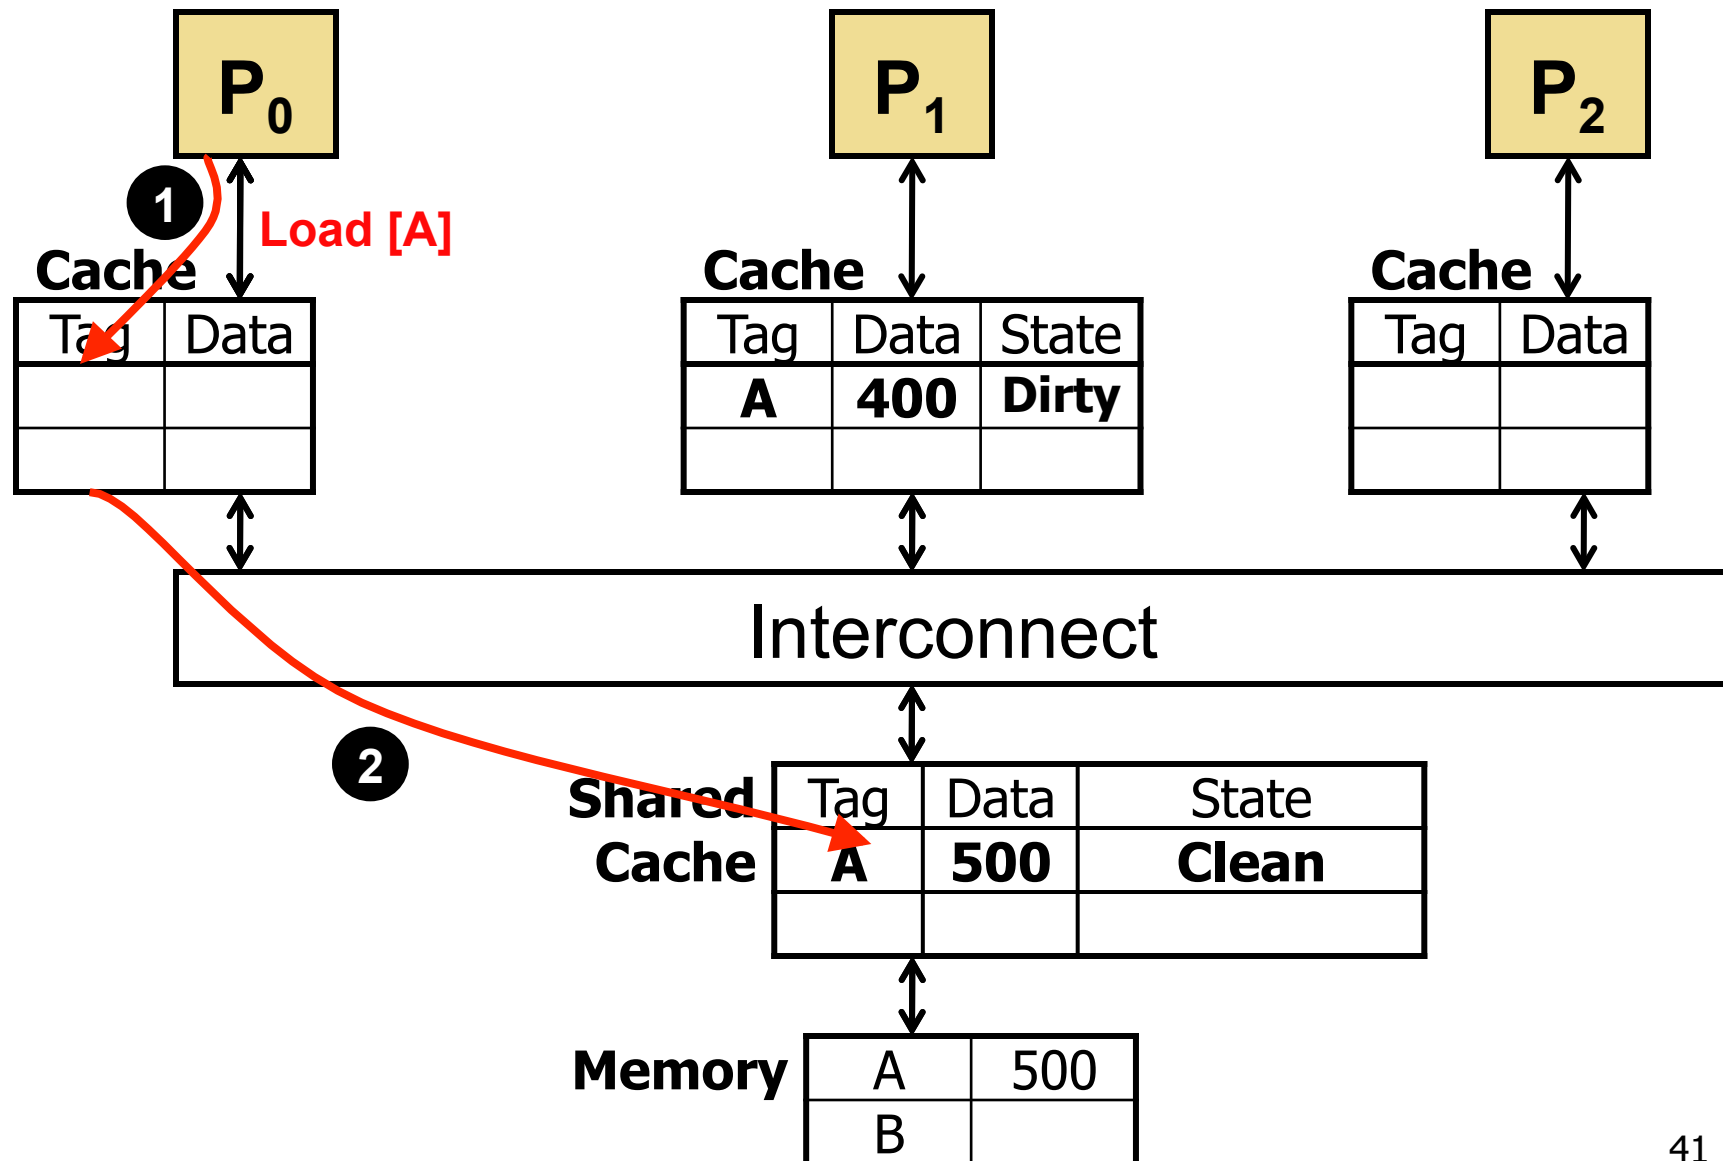 P0 P1 P2
1
Load [A]
Cache Cache Cache
Tag Data Tag Data State Tag Data
A 400 Dirty
Interconnect
2
Shared Tag Data State
Cache A 500 Clean
Memory A 500
B
41